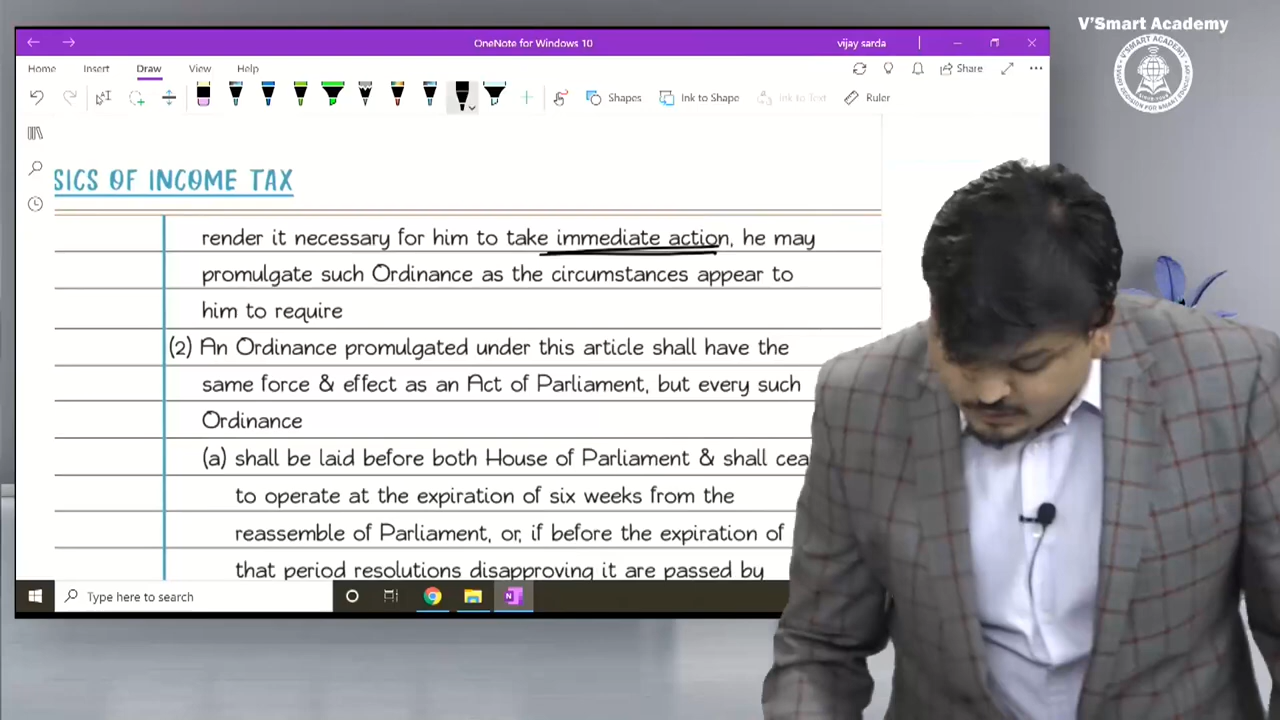 V'Smart Academy
OneNote for Windows 10
vijay sarda
Home Insert Draw View Help
Share
Shapes Ink to Shape Ink to Text Ruler
SICS OF INCOME TAX
render it necessary for him to take immediate action, he may
promulgate such Ordinance as the circumstances appear to
him to require
(2) An Ordinance promulgated under this article shall have the
same force & effect as an Act of Parliament, but every such
Ordinance
(a) shall be laid before both House of Parliament & shall cea
to operate at the expiration of six weeks from the
reassemble of Parliament, or, if before the expiration of
that period resolutions disapproving it are passed by
Type here to search